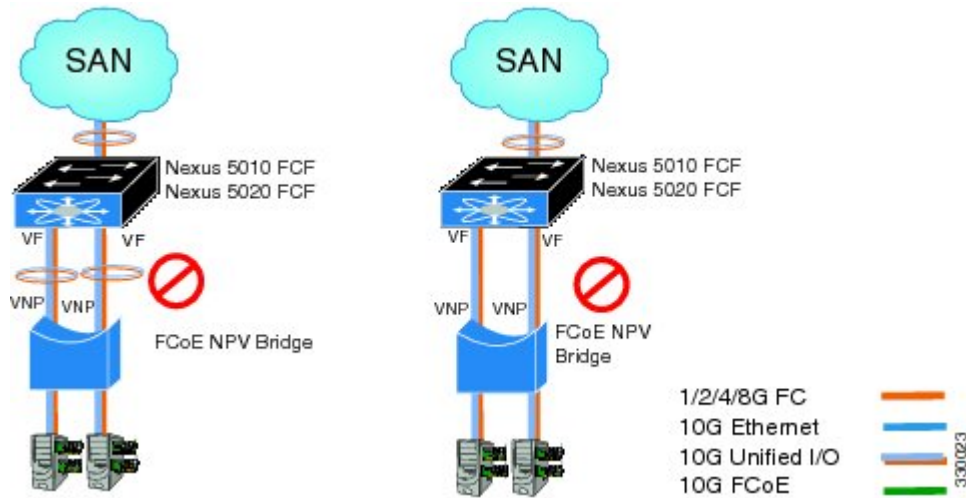 SAN
Nexus 5010 FCF
Nexus 5020 FCF
VF
VF
VNP
VNP
FCoE NPV Bridge
SAN
Nexus 5010 FCF
Nexus 5020 FCF
VF
VF
VNP
VNP
FCoE NPV
Bridge
1/2/4/8G FC
10G Ethernet
10G Unified I/O
10G FCoE
330023